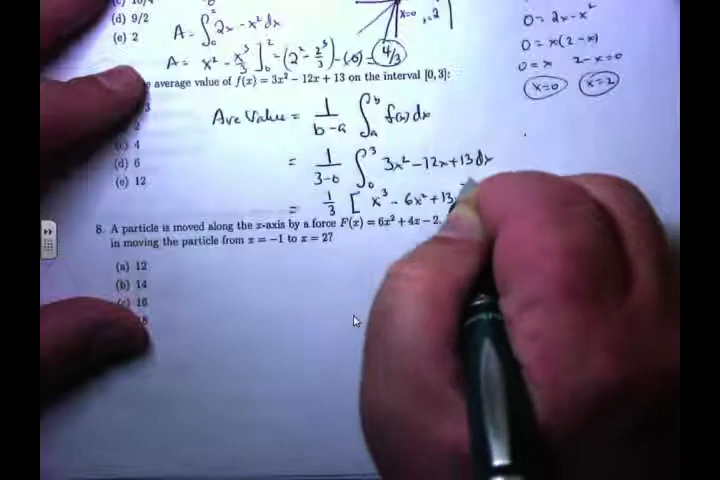 (d) 9/2
(e) 2
A = ∫₀² 2x - x² dx
A = x² - x³/3 ]₀² = (2² - 2³/3) - (0) = 4/3
x=0
x=2
0 = 2x - x²
0 = x(2 - x)
0 = x 2 - x = 0
x = 0 x = 2
average value of f(x) = 3x² − 12x + 13 on the interval [0, 3]:
Ave Value = 1/(b-a) ∫ₐᵇ f(x) dx
= 1/(3-0) ∫₀³ 3x² - 12x + 13 dx
= 1/3 [ x³ - 6x² + 13
2
4
(d) 6
(e) 12
8. A particle is moved along the x-axis by a force F(x) = 6x² + 4x − 2.
in moving the particle from x = −1 to x = 2?
(a) 12
(b) 14
(c) 16